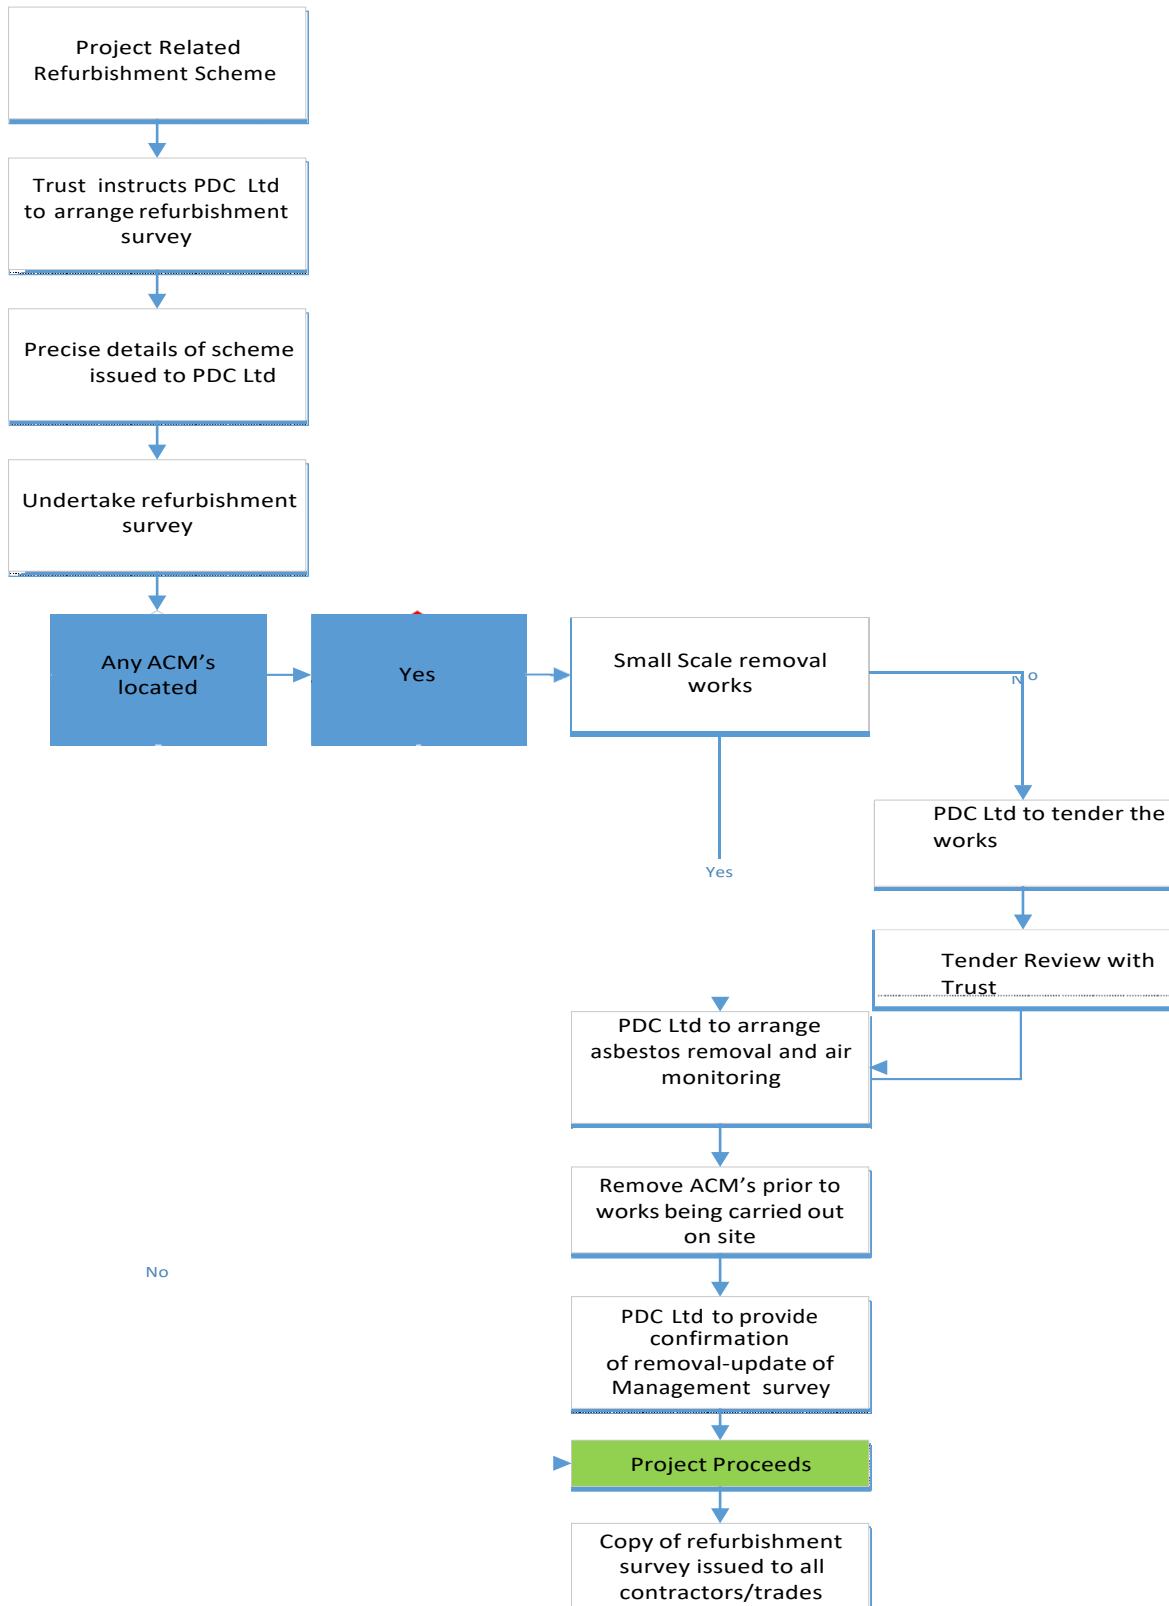 Project Related
Refurbishment Scheme
Trust instructs PDC Ltd
to arrange refurbishment
survey
Precise details of scheme
issued to PDC Ltd
Undertake refurbishment
survey
Any ACM’s
located
Yes
Small Scale removal
works
No
PDC Ltd to tender the
works
Yes
Tender Review with
Trust
PDC Ltd to arrange
asbestos removal and air
monitoring
Remove ACM’s prior to
works being carried out
on site
No
PDC Ltd to provide
confirmation
of removal-update of
Management survey
Project Proceeds
Copy of refurbishment
survey issued to all
contractors/trades